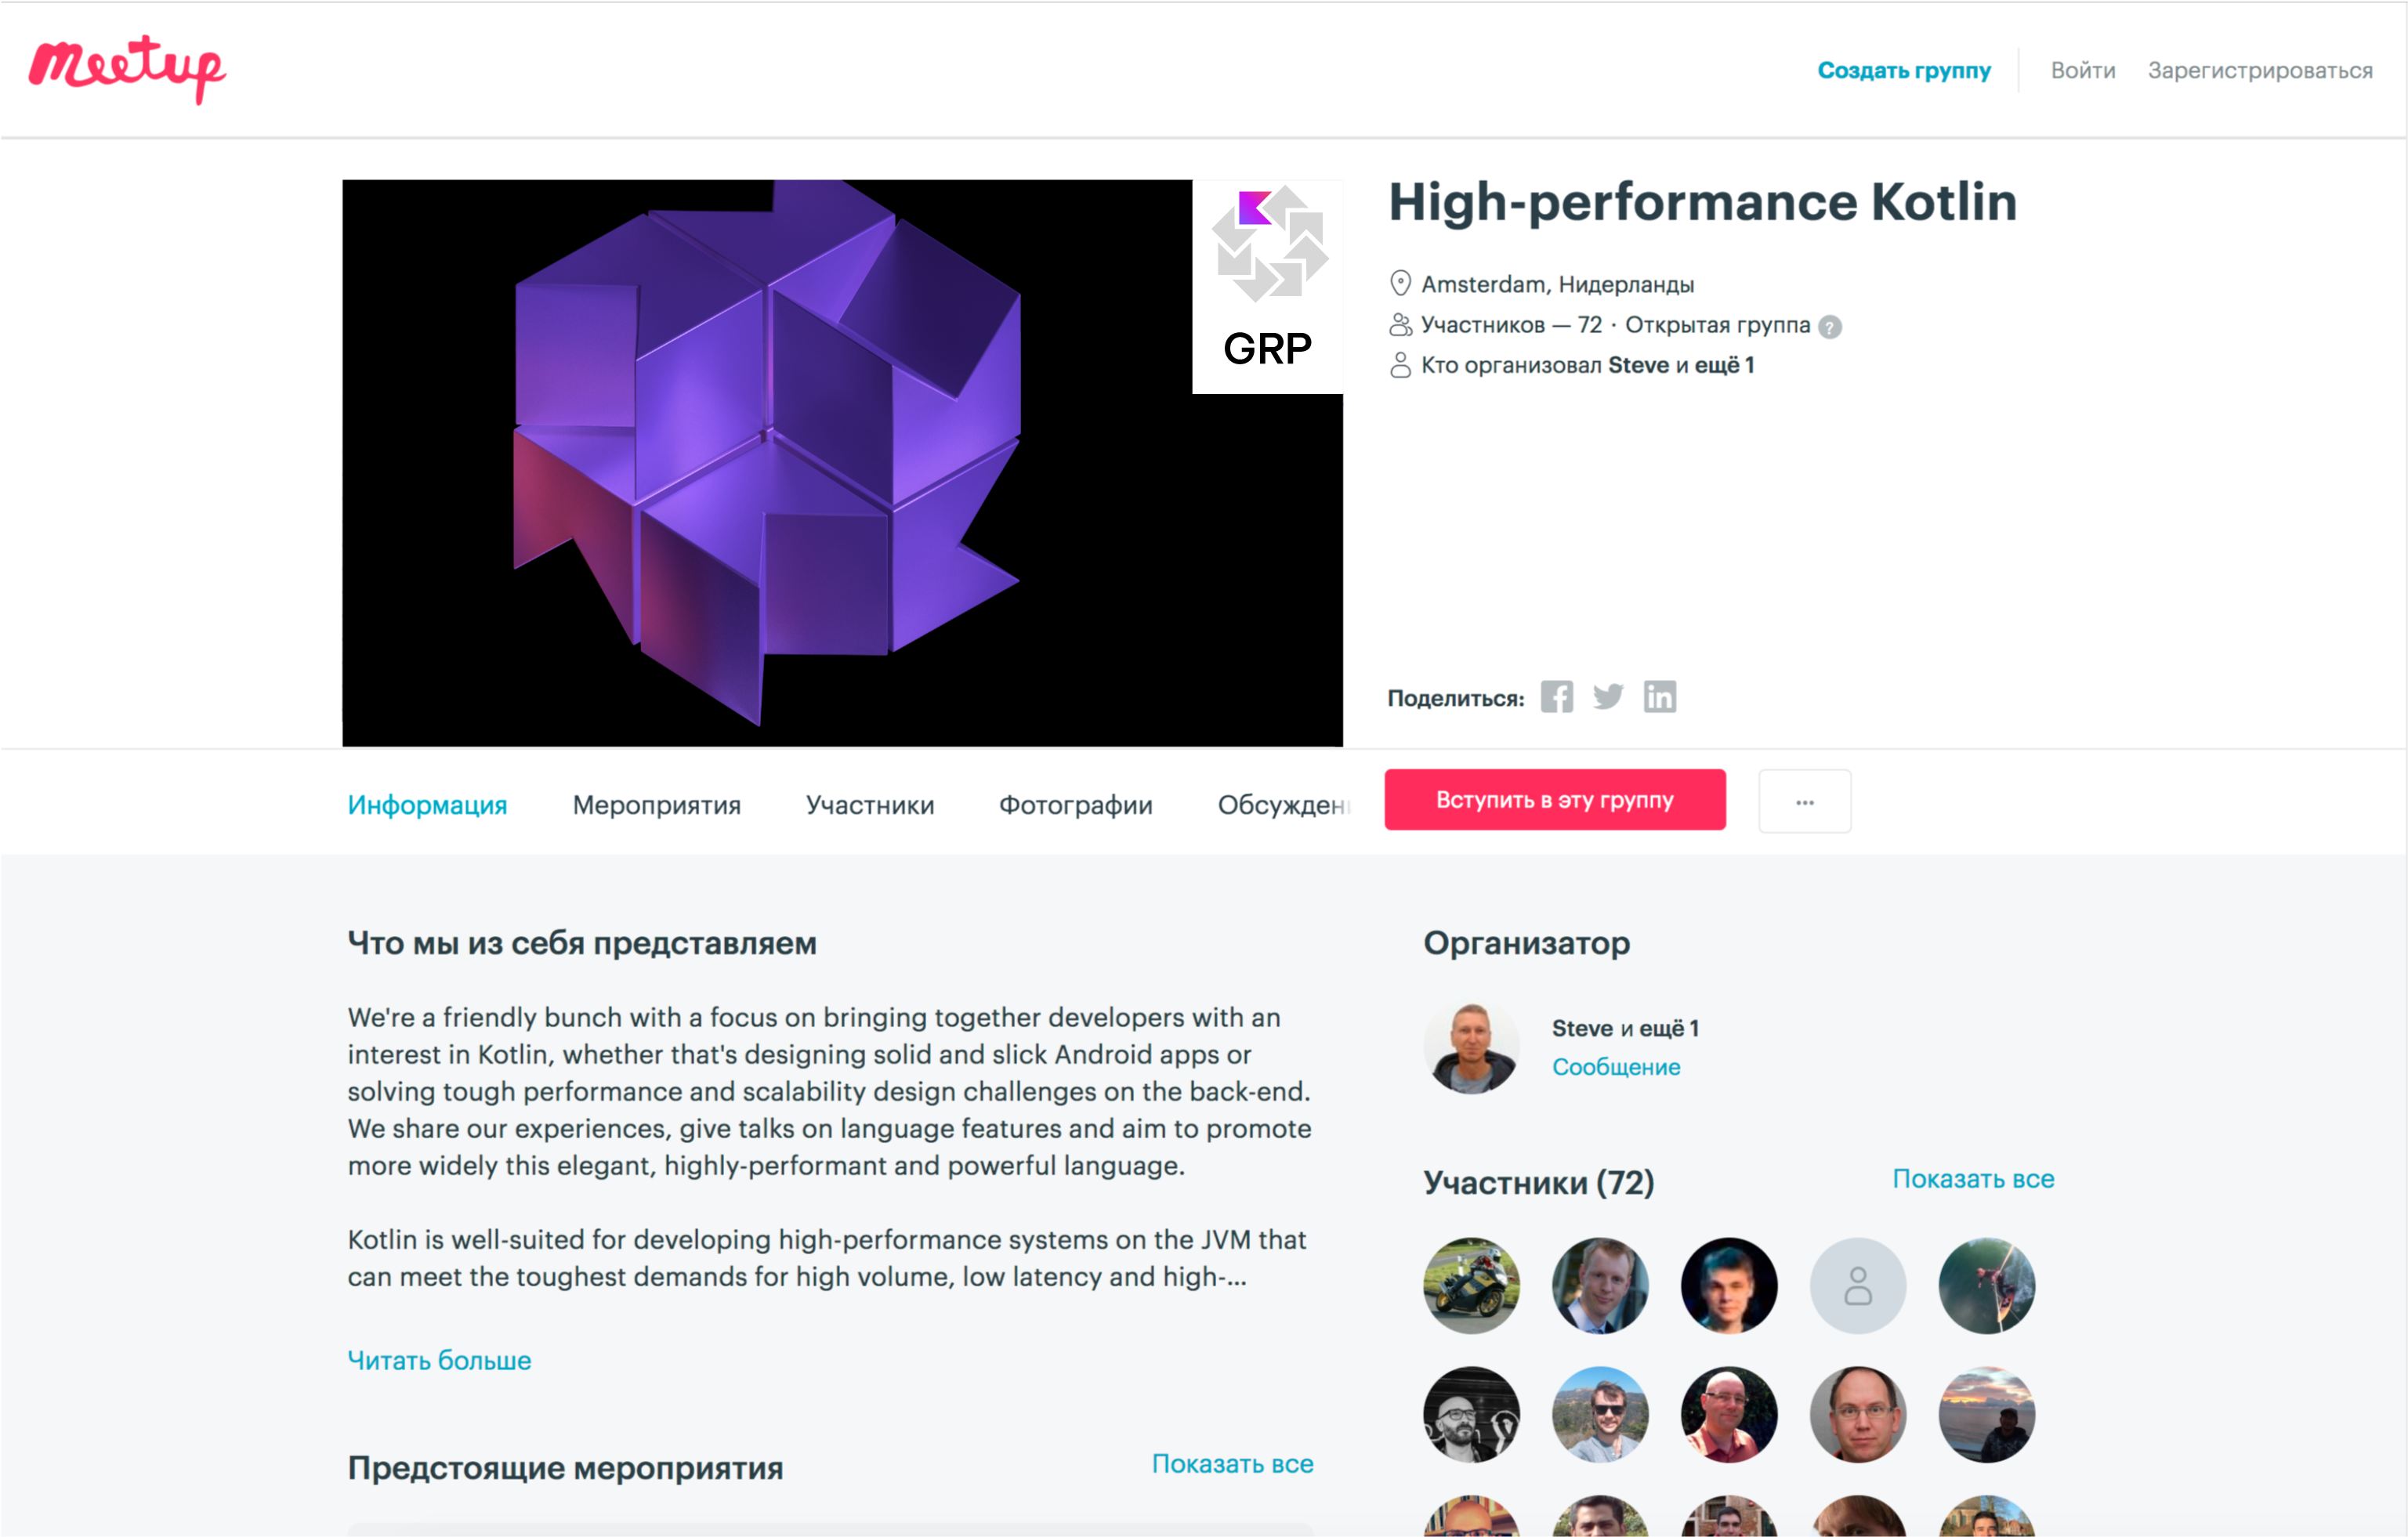 Meetup
Создать группу
Войти
Зарегистрироваться
GRP
High-performance Kotlin
Amsterdam, Нидерланды
Участников — 72 · Открытая группа ?
Кто организовал Steve и ещё 1
Поделиться:
Информация
Мероприятия
Участники
Фотографии
Обсужден
Вступить в эту группу
...
Что мы из себя представляем
We're a friendly bunch with a focus on bringing together developers with an
interest in Kotlin, whether that's designing solid and slick Android apps or
solving tough performance and scalability design challenges on the back-end.
We share our experiences, give talks on language features and aim to promote
more widely this elegant, highly-performant and powerful language.
Kotlin is well-suited for developing high-performance systems on the JVM that
can meet the toughest demands for high volume, low latency and high-...
Читать больше
Предстоящие мероприятия
Показать все
Организатор
Steve и ещё 1
Сообщение
Участники (72)
Показать все